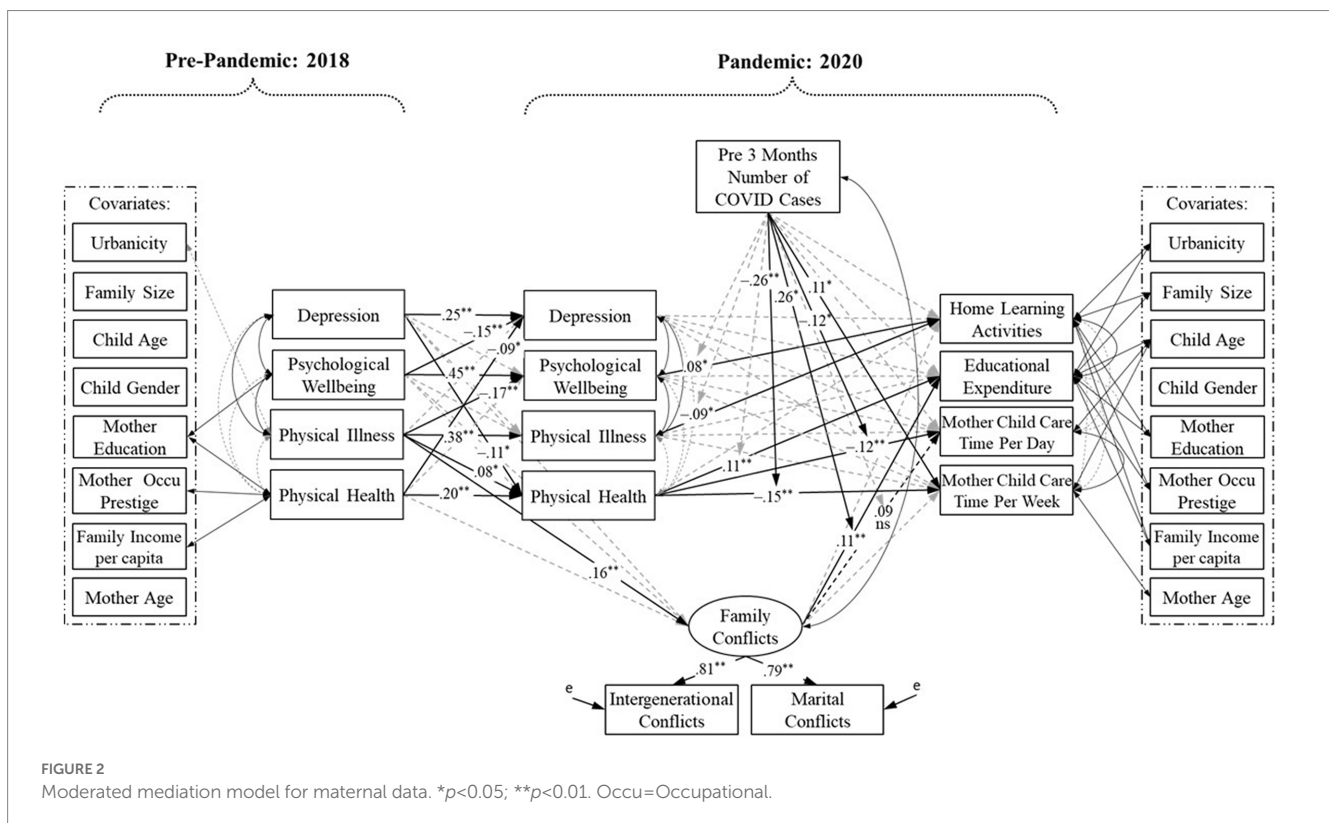 Pre-Pandemic: 2018
Pandemic: 2020
Covariates:
Urbanicity
Family Size
Child Age
Child Gender
Mother
Education
Mother Occu
Prestige
Family Income
per capita
Mother Age
Depression
Psychological
Wellbeing
Physical Illness
Physical Health
.25**
−.15**
−.09*
.45**
−.17**
.38**
−.11*
.08*
.20**
.16**
Depression
Psychological
Wellbeing
Physical Illness
Physical Health
Pre 3 Months
Number of
COVID Cases
−.26**
.11*
.26*
−.12*
.08*
−.09*
.11**
−.12**
−.15**
.09
ns
.11**
Family
Conflicts
.81**
.79**
e
Intergenerational
Conflicts
Marital
Conflicts
e
Home Learning
Activities
Educational
Expenditure
Mother Child Care
Time Per Day
Mother Child Care
Time Per Week
Covariates:
Urbanicity
Family Size
Child Age
Child Gender
Mother
Education
Mother Occu
Prestige
Family Income
per capita
Mother Age
FIGURE 2
Moderated mediation model for maternal data. *p<0.05; **p<0.01. Occu=Occupational.